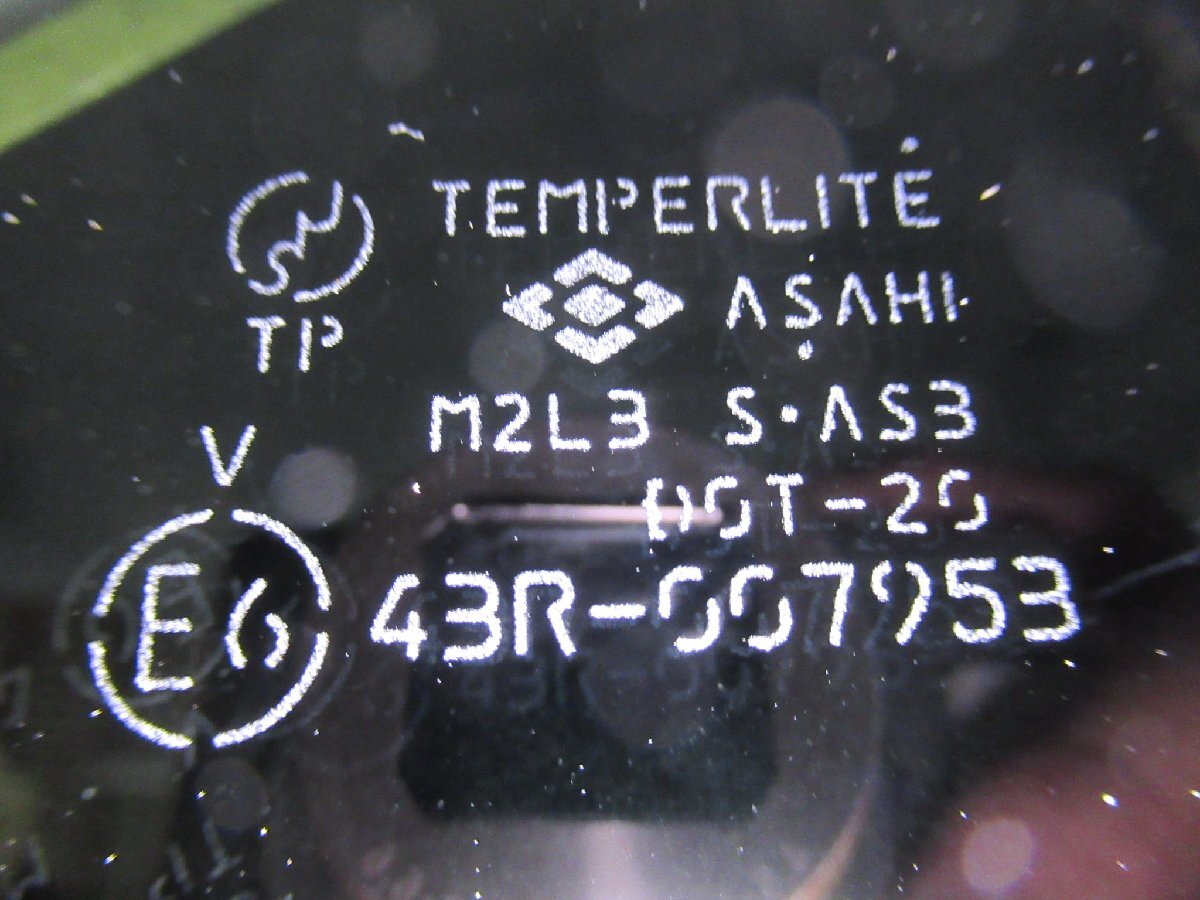 TEMPERLITE
TP
ASAHI
M2L3 S·AS3
V
DOT-20
E6 43R-007953